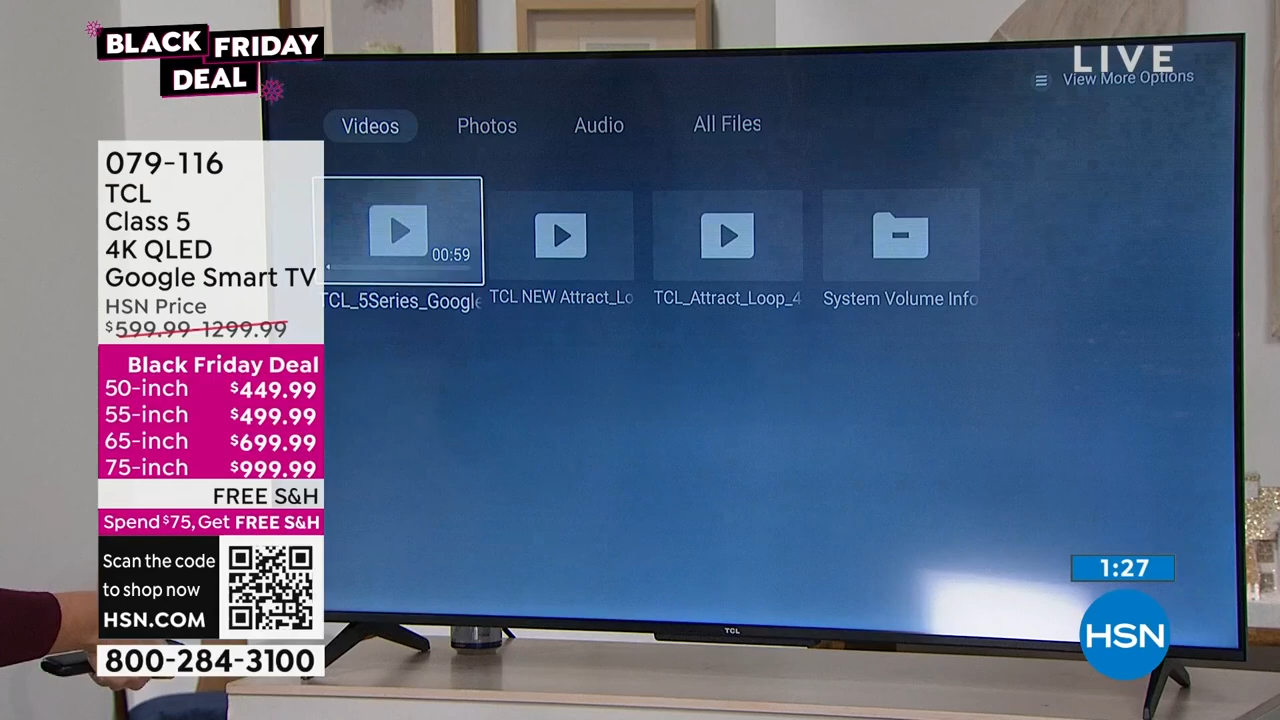 BLACK FRIDAY
DEAL
LIVE
View More Options
Videos Photos Audio All Files
00:59
TCL_5Series_Google
TCL NEW Attract_Lo
TCL_Attract_Loop_4
System Volume Info
079-116
TCL
Class 5
4K QLED
Google Smart TV
HSN Price
$599.99-1299.99
Black Friday Deal
50-inch $449.99
55-inch $499.99
65-inch $699.99
75-inch $999.99
FREE S&H
Spend $75, Get FREE S&H
Scan the code
to shop now
HSN.COM
800-284-3100
TCL
1:27
HSN